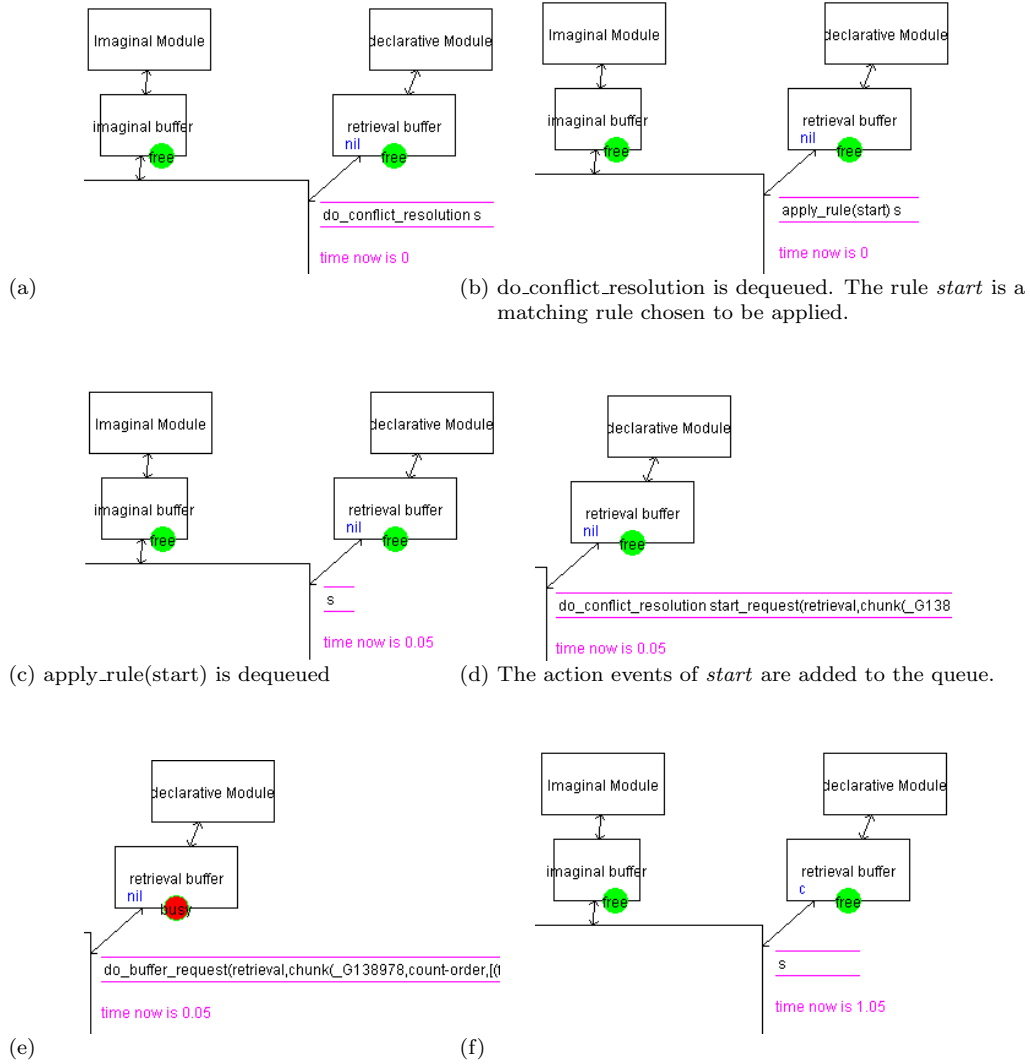 Imaginal Module
declarative Module
imaginal buffer
retrieval buffer
nil
free
free
do_conflict_resolution s
time now is 0
(a)
Imaginal Module
declarative Module
imaginal buffer
retrieval buffer
nil
free
free
apply_rule(start) s
time now is 0
(b) do_conflict_resolution is dequeued. The rule start is a
matching rule chosen to be applied.
Imaginal Module
declarative Module
imaginal buffer
retrieval buffer
nil
free
free
s
time now is 0.05
(c) apply_rule(start) is dequeued
declarative Module
retrieval buffer
nil
free
do_conflict_resolution start_request(retrieval,chunk(_G138
time now is 0.05
(d) The action events of start are added to the queue.
declarative Module
retrieval buffer
nil
busy
do_buffer_request(retrieval,chunk(_G138978,count-order,[(f
time now is 0.05
(e)
Imaginal Module
declarative Module
imaginal buffer
retrieval buffer
c
free
free
s
time now is 1.05
(f)